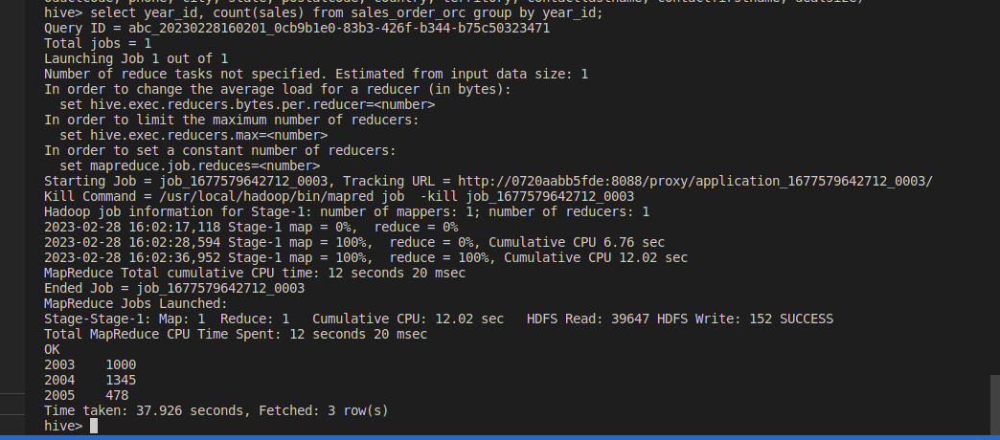 hive> select year_id, count(sales) from sales_order_orc group by year_id;
Query ID = abc_20230228160201_0cb9b1e0-83b3-426f-b344-b75c50323471
Total jobs = 1
Launching Job 1 out of 1
Number of reduce tasks not specified. Estimated from input data size: 1
In order to change the average load for a reducer (in bytes):
  set hive.exec.reducers.bytes.per.reducer=<number>
In order to limit the maximum number of reducers:
  set hive.exec.reducers.max=<number>
In order to set a constant number of reducers:
  set mapreduce.job.reduces=<number>
Starting Job = job_1677579642712_0003, Tracking URL = http://0720aabb5fde:8088/proxy/application_1677579642712_0003/
Kill Command = /usr/local/hadoop/bin/mapred job  -kill job_1677579642712_0003
Hadoop job information for Stage-1: number of mappers: 1; number of reducers: 1
2023-02-28 16:02:17,118 Stage-1 map = 0%,  reduce = 0%
2023-02-28 16:02:28,594 Stage-1 map = 100%,  reduce = 0%, Cumulative CPU 6.76 sec
2023-02-28 16:02:36,952 Stage-1 map = 100%,  reduce = 100%, Cumulative CPU 12.02 sec
MapReduce Total cumulative CPU time: 12 seconds 20 msec
Ended Job = job_1677579642712_0003
MapReduce Jobs Launched:
Stage-Stage-1: Map: 1  Reduce: 1   Cumulative CPU: 12.02 sec   HDFS Read: 39647 HDFS Write: 152 SUCCESS
Total MapReduce CPU Time Spent: 12 seconds 20 msec
OK
2003    1000
2004    1345
2005    478
Time taken: 37.926 seconds, Fetched: 3 row(s)
hive>